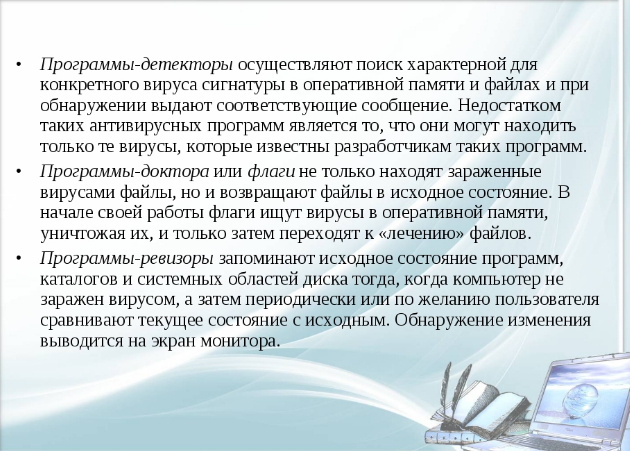 • Программы-детекторы осуществляют поиск характерной для
конкретного вируса сигнатуры в оперативной памяти и файлах и при
обнаружении выдают соответствующие сообщение. Недостатком
таких антивирусных программ является то, что они могут находить
только те вирусы, которые известны разработчикам таких программ.
• Программы-доктора или флаги не только находят зараженные
вирусами файлы, но и возвращают файлы в исходное состояние. В
начале своей работы флаги ищут вирусы в оперативной памяти,
уничтожая их, и только затем переходят к «лечению» файлов.
• Программы-ревизоры запоминают исходное состояние программ,
каталогов и системных областей диска тогда, когда компьютер не
заражен вирусом, а затем периодически или по желанию пользователя
сравнивают текущее состояние с исходным. Обнаружение изменения
выводится на экран монитора.